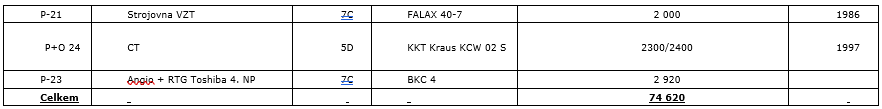 P-21 Strojovna VZT 7C FALAX 40-7 2 000 1986
P+O 24 CT 5D KKT Kraus KCW 02 S 2300/2400 1997
P-23 Angio + RTG Toshiba 4. NP 7C BKC 4 2 920
Celkem 74 620